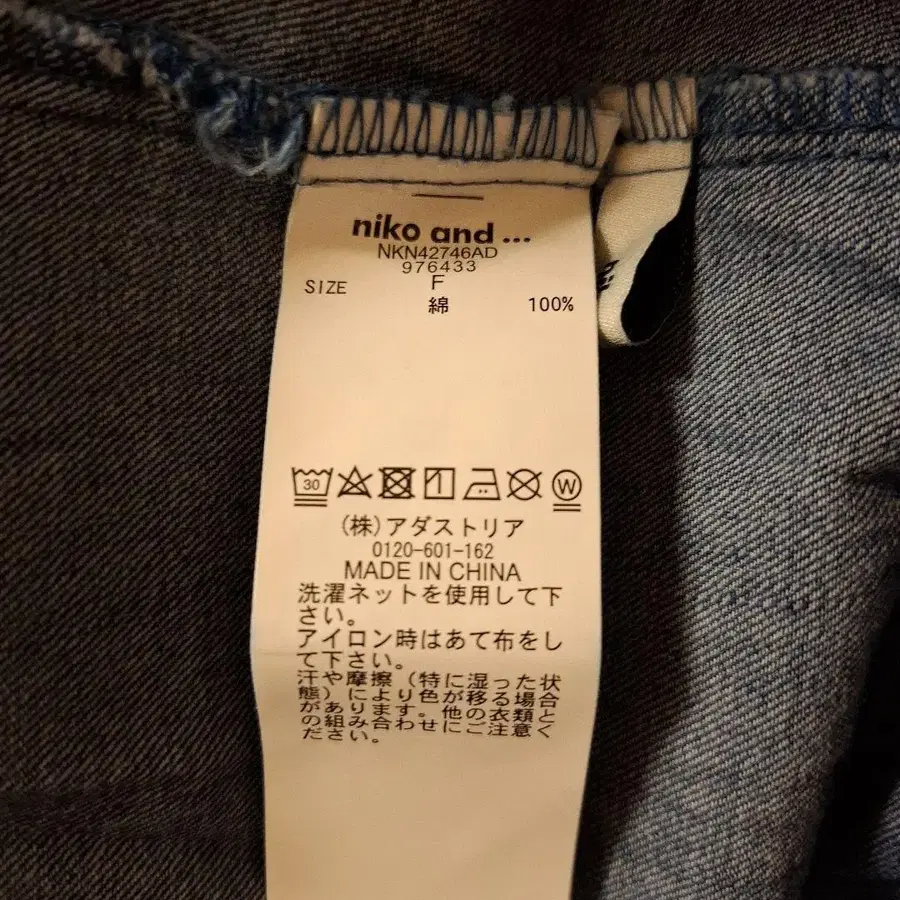 niko and ...
NKN42746AD
976433
SIZE F
綿 100%
30 W
(株)アダストリア
0120-601-162
MADE IN CHINA
洗濯ネットを使用して下
さい。
アイロン時はあて布をし
て下さい。
汗や摩擦(特に湿った状
態)により色が移る場合
があります。他の衣類と
の組み合わせにご注意く
ださい。